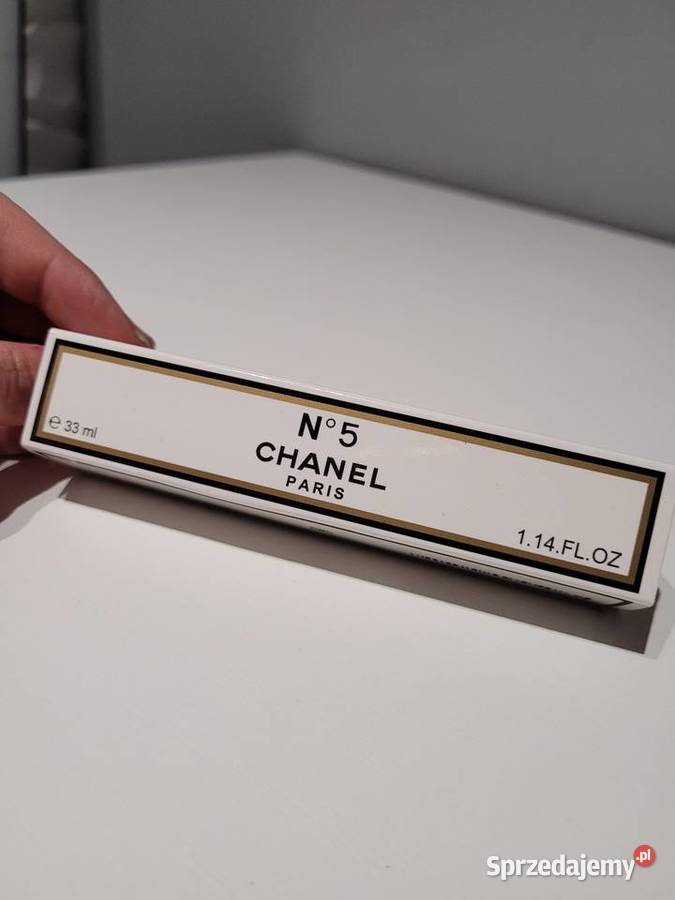 N°5
CHANEL
PARIS
℮ 33 ml
1.14.FL.OZ
Sprzedajemy.pl